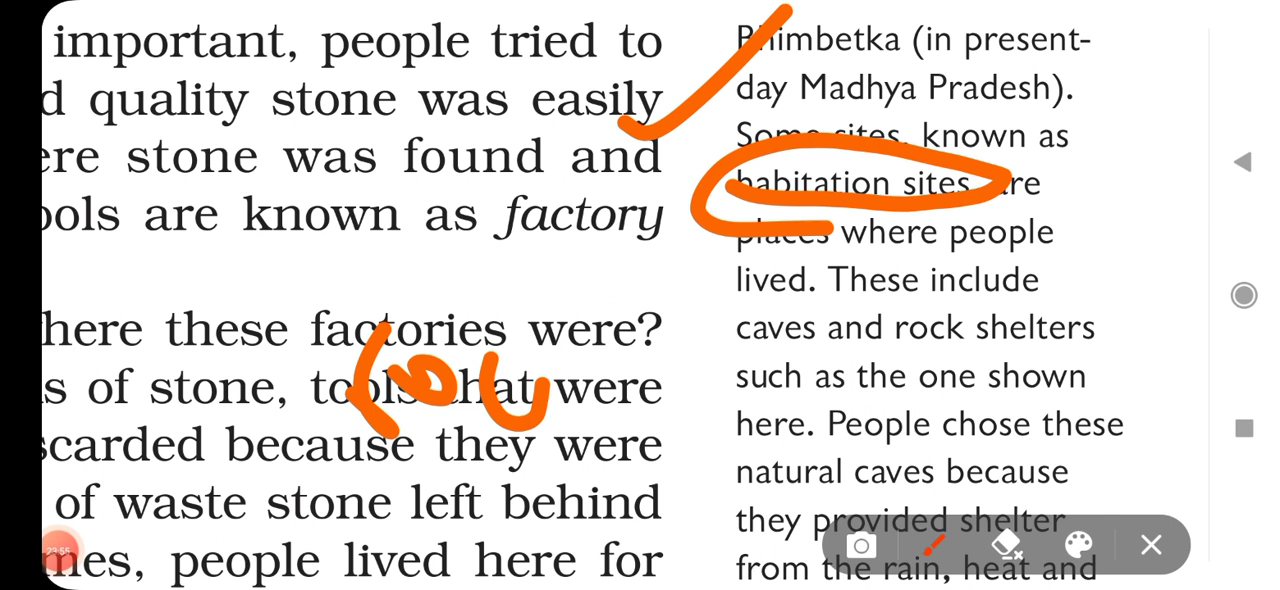 important, people tried to
d quality stone was easily
ere stone was found and
ools are known as factory
here these factories were?
s of stone, tools that were
scarded because they were
of waste stone left behind
mes, people lived here for
Bhimbetka (in present-
day Madhya Pradesh).
Some sites, known as
habitation sites, are
places where people
lived. These include
caves and rock shelters
such as the one shown
here. People chose these
natural caves because
they provided shelter
from the rain, heat and
23:55